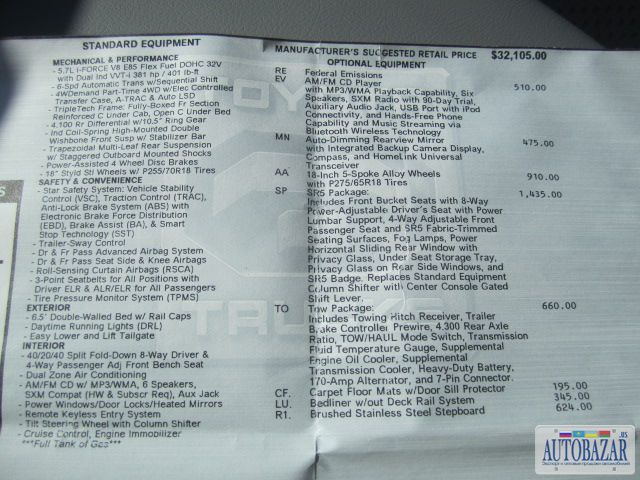 STANDARD EQUIPMENT
MECHANICAL & PERFORMANCE
- 5.7L I-FORCE V8 E85 Flex Fuel DOHC 32V
with Dual Ind VVT-i 381 hp / 401 lb-ft
- 6-Spd Automatic Trans w/Sequential Shift
- 4WDemand Part-Time 4WD w/Elec Controlled
Transfer Case, A-TRAC & Auto LSD
- TripleTech Frame: Fully-Boxed Fr Section
Reinforced C Under Cab, Open C Under Bed
- 4.100 Rr Differential w/10.5" Ring Gear
- Ind Coil-Spring High-Mounted Double
Wishbone Front Susp w/ Stabilizer Bar
- Trapezoidal Multi-Leaf Rear Suspension
w/ Staggered Outboard Mounted Shocks
- Power-Assisted 4 Wheel Disc Brakes
- 18" Styld Stl Wheels w/ P255/70R18 Tires
SAFETY & CONVENIENCE
- Star Safety System: Vehicle Stability
Control (VSC), Traction Control (TRAC),
Anti-Lock Brake System (ABS) with
Electronic Brake Force Distribution
(EBD), Brake Assist (BA), & Smart
Stop Technology (SST)
- Trailer-Sway Control
- Dr & Fr Pass Advanced Airbag System
- Dr & Fr Pass Seat Side & Knee Airbags
- Roll-Sensing Curtain Airbags (RSCA)
- 3-Point Seatbelts for All Positions with
Driver ELR & ALR/ELR for All Passengers
- Tire Pressure Monitor System (TPMS)
EXTERIOR
- 6.5' Double-Walled Bed w/ Rail Caps
- Daytime Running Lights (DRL)
- Easy Lower and Lift Tailgate
INTERIOR
- 40/20/40 Split Fold-Down 8-Way Driver &
4-Way Passenger Adj Front Bench Seat
- Dual Zone Air Conditioning
- AM/FM CD w/ MP3/WMA, 6 Speakers,
SXM Compat (HW & Subscr Req), Aux Jack
- Power Windows/Door Locks/Heated Mirrors
- Remote Keyless Entry System
- Tilt Steering Wheel with Column Shifter
- Cruise Control, Engine Immobilizer
***Full Tank of Gas***
MANUFACTURER'S SUGGESTED RETAIL PRICE $32,105.00
OPTIONAL EQUIPMENT
RE Federal Emissions
EV AM/FM CD Player 510.00
with MP3/WMA Playback Capability, Six
Speakers, SXM Radio with 90-Day Trial,
Auxiliary Audio Jack, USB Port with iPod
Connectivity, and Hands-Free Phone
Capability and Music Streaming via
Bluetooth Wireless Technology
MN Auto-Dimming Rearview Mirror 475.00
with Integrated Backup Camera Display,
Compass, and HomeLink Universal
Transceiver
AA 18-Inch 5-Spoke Alloy Wheels 910.00
with P275/65R18 Tires
SP SR5 Package: 1,435.00
Includes Front Bucket Seats with 8-Way
Power-Adjustable Driver's Seat with Power
Lumbar Support, 4-Way Adjustable Front
Passenger Seat and SR5 Fabric-Trimmed
Seating Surfaces, Fog Lamps, Power
Horizontal Sliding Rear Window with
Privacy Glass, Under Seat Storage Tray,
Privacy Glass on Rear Side Windows, and
SR5 Badge. Replaces Standard Equipment
Column Shifter with Center Console Gated
Shift Lever.
TO Tow Package: 660.00
Includes Towing Hitch Receiver, Trailer
Brake Controller Prewire, 4.300 Rear Axle
Ratio, TOW/HAUL Mode Switch, Transmission
Fluid Temperature Gauge, Supplemental
Engine Oil Cooler, Supplemental
Transmission Cooler, Heavy-Duty Battery,
170-Amp Alternator, and 7-Pin Connector.
CF. Carpet Floor Mats w/Door Sill Protector 195.00
LU. Bedliner w/out Deck Rail System 345.00
R1. Brushed Stainless Steel Stepboard 624.00
TOYOTA
TRUCKS
S
.US
AUTOBAZAR
Экспорт и оптовые продажи автомобилей